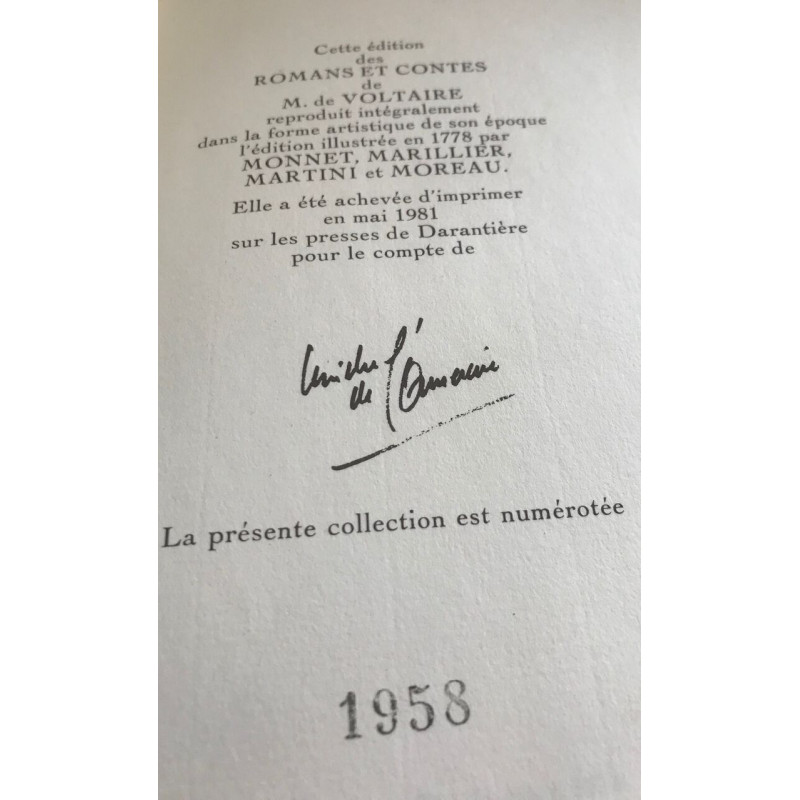 Cette édition
des
ROMANS ET CONTES
de
M. de VOLTAIRE
reproduit intégralement
dans la forme artistique de son époque
l'édition illustrée en 1778 par
MONNET, MARILLIER,
MARTINI et MOREAU.
Elle a été achevée d'imprimer
en mai 1981
sur les presses de Darantière
pour le compte de
de
La présente collection est numérotée
1958